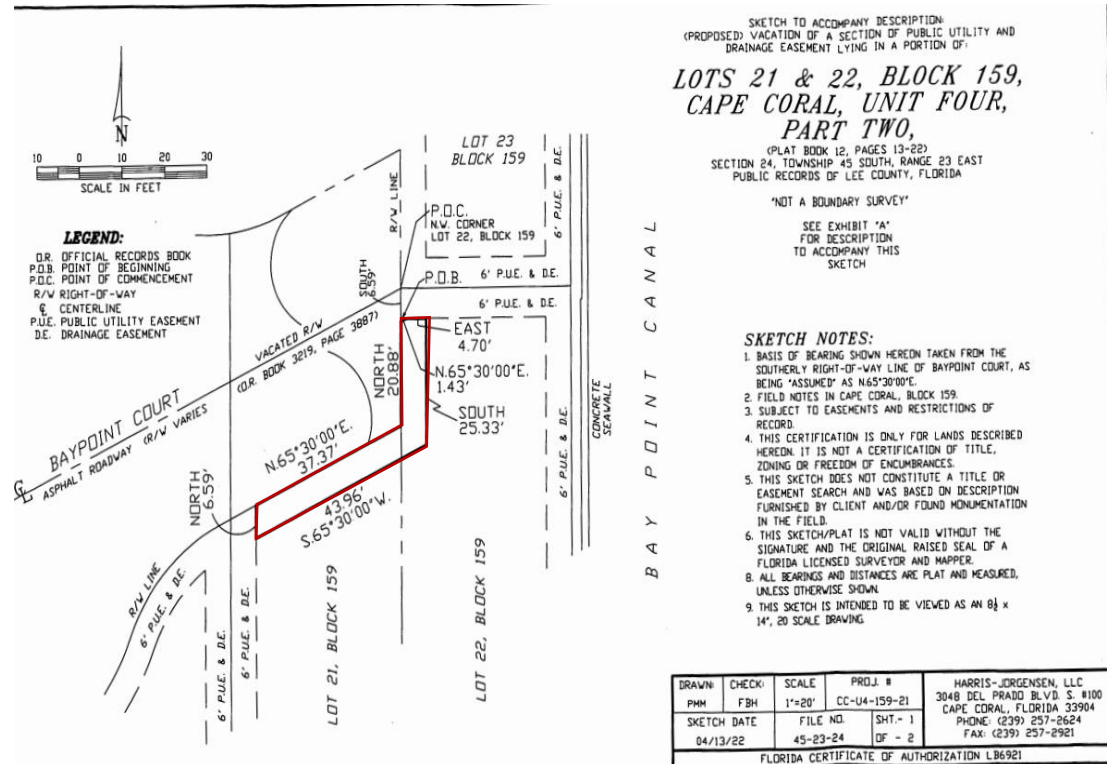 SKETCH TO ACCOMPANY DESCRIPTION:
(PROPOSED) VACATION OF A SECTION OF PUBLIC UTILITY AND
DRAINAGE EASEMENT LYING IN A PORTION OF:
LOTS 21 & 22, BLOCK 159,
CAPE CORAL, UNIT FOUR,
PART TWO,
(PLAT BOOK 12, PAGES 13-22)
SECTION 24, TOWNSHIP 45 SOUTH, RANGE 23 EAST
PUBLIC RECORDS OF LEE COUNTY, FLORIDA
"NOT A BOUNDARY SURVEY"
SEE EXHIBIT "A"
FOR DESCRIPTION
TO ACCOMPANY THIS
SKETCH
N
10 0 10 20 30
SCALE IN FEET
LEGEND:
O.R. OFFICIAL RECORDS BOOK
P.O.B. POINT OF BEGINNING
P.O.C. POINT OF COMMENCEMENT
R/W RIGHT-OF-WAY
℄ CENTERLINE
P.U.E. PUBLIC UTILITY EASEMENT
D.E. DRAINAGE EASEMENT
LOT 23
BLOCK 159
6' P.U.E. & D.E.
R/W LINE
P.O.C.
N.W. CORNER
LOT 22, BLOCK 159
P.O.B.
6' P.U.E. & D.E.
6' P.U.E. & D.E.
SOUTH
6.59'
EAST
4.70'
N.65°30'00"E.
1.43'
SOUTH
25.33'
NORTH
20.88'
VACATED R/W
(O.R. BOOK 3219, PAGE 3887)
BAYPOINT COURT
ASPHALT ROADWAY (R/W VARIES
℄
N.65°30'00"E.
37.37'
43.96'
S.65°30'00"W.
NORTH
6.59'
R/W LINE
6' P.U.E. & D.E.
6' P.U.E. & D.E.
6' P.U.E. & D.E.
LOT 21, BLOCK 159
LOT 22, BLOCK 159
6' P.U.E. & D.E.
CONCRETE
SEAWALL
BAY POINT CANAL
SKETCH NOTES:
1. BASIS OF BEARING SHOWN HEREON TAKEN FROM THE
SOUTHERLY RIGHT-OF-WAY LINE OF BAYPOINT COURT, AS
BEING "ASSUMED" AS N.65°30'00"E.
2. FIELD NOTES IN CAPE CORAL, BLOCK 159.
3. SUBJECT TO EASEMENTS AND RESTRICTIONS OF
RECORD.
4. THIS CERTIFICATION IS ONLY FOR LANDS DESCRIBED
HEREON. IT IS NOT A CERTIFICATION OF TITLE,
ZONING OR FREEDOM OF ENCUMBRANCES.
5. THIS SKETCH DOES NOT CONSTITUTE A TITLE OR
EASEMENT SEARCH AND WAS BASED ON DESCRIPTION
FURNISHED BY CLIENT AND/OR FOUND MONUMENTATION
IN THE FIELD.
6. THIS SKETCH/PLAT IS NOT VALID WITHOUT THE
SIGNATURE AND THE ORIGINAL RAISED SEAL OF A
FLORIDA LICENSED SURVEYOR AND MAPPER.
8. ALL BEARINGS AND DISTANCES ARE PLAT AND MEASURED,
UNLESS OTHERWISE SHOWN.
9. THIS SKETCH IS INTENDED TO BE VIEWED AS AN 8½ x
14", 20 SCALE DRAWING.
DRAWN: CHECK: SCALE PROJ. #
PMM FBH 1"=20' CC-U4-159-21
SKETCH DATE FILE NO. SHT.- 1
04/13/22 45-23-24 OF - 2
HARRIS-JORGENSEN, LLC
3048 DEL PRADO BLVD. S. #100
CAPE CORAL, FLORIDA 33904
PHONE: (239) 257-2624
FAX: (239) 257-2921
FLORIDA CERTIFICATE OF AUTHORIZATION LB6921